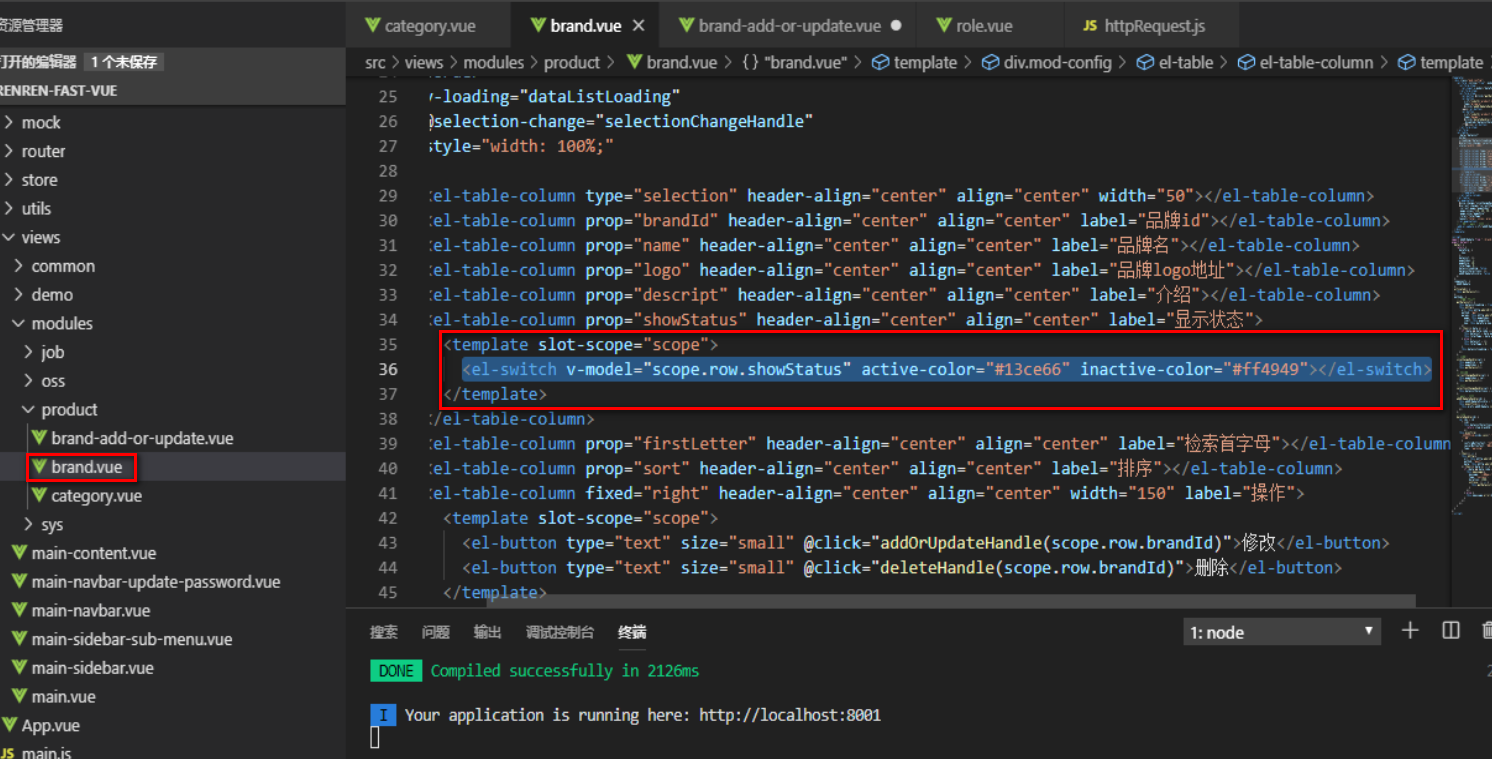 资源管理器
打开的编辑器 1 个未保存
RENREN-FAST-VUE
mock
router
store
utils
views
common
demo
modules
job
oss
product
brand-add-or-update.vue
brand.vue
category.vue
sys
main-content.vue
main-navbar-update-password.vue
main-navbar.vue
main-sidebar-sub-menu.vue
main-sidebar.vue
main.vue
App.vue
JS main.js
category.vue brand.vue × brand-add-or-update.vue ● role.vue JS httpRequest.js
src > views > modules > product > brand.vue > {} "brand.vue" > template > div.mod-config > el-table > el-table-column > template
25 v-loading="dataListLoading"
26 @selection-change="selectionChangeHandle"
27 style="width: 100%;"
28
29 <el-table-column type="selection" header-align="center" align="center" width="50"></el-table-column>
30 <el-table-column prop="brandId" header-align="center" align="center" label="品牌id"></el-table-column>
31 <el-table-column prop="name" header-align="center" align="center" label="品牌名"></el-table-column>
32 <el-table-column prop="logo" header-align="center" align="center" label="品牌logo地址"></el-table-column>
33 <el-table-column prop="descript" header-align="center" align="center" label="介绍"></el-table-column>
34 <el-table-column prop="showStatus" header-align="center" align="center" label="显示状态">
35 <template slot-scope="scope">
36 <el-switch v-model="scope.row.showStatus" active-color="#13ce66" inactive-color="#ff4949"></el-switch>
37 </template>
38 </el-table-column>
39 <el-table-column prop="firstLetter" header-align="center" align="center" label="检索首字母"></el-table-column
40 <el-table-column prop="sort" header-align="center" align="center" label="排序"></el-table-column>
41 <el-table-column fixed="right" header-align="center" align="center" width="150" label="操作">
42 <template slot-scope="scope">
43 <el-button type="text" size="small" @click="addOrUpdateHandle(scope.row.brandId)">修改</el-button>
44 <el-button type="text" size="small" @click="deleteHandle(scope.row.brandId)">删除</el-button>
45 </template>
搜索 问题 输出 调试控制台 终端 1: node
DONE Compiled successfully in 2126ms
I Your application is running here: http://localhost:8001